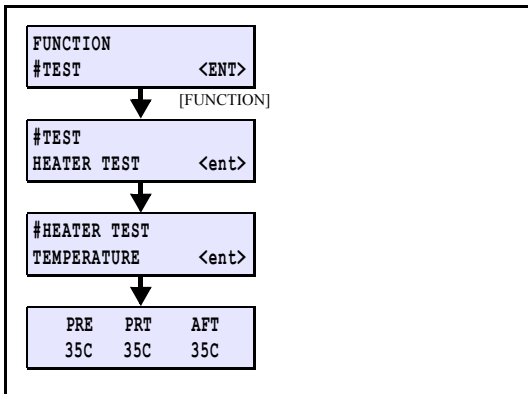 FUNCTION
#TEST <ENT>
[FUNCTION]
#TEST
HEATER TEST <ent>
#HEATER TEST
TEMPERATURE <ent>
PRE PRT AFT
35C 35C 35C